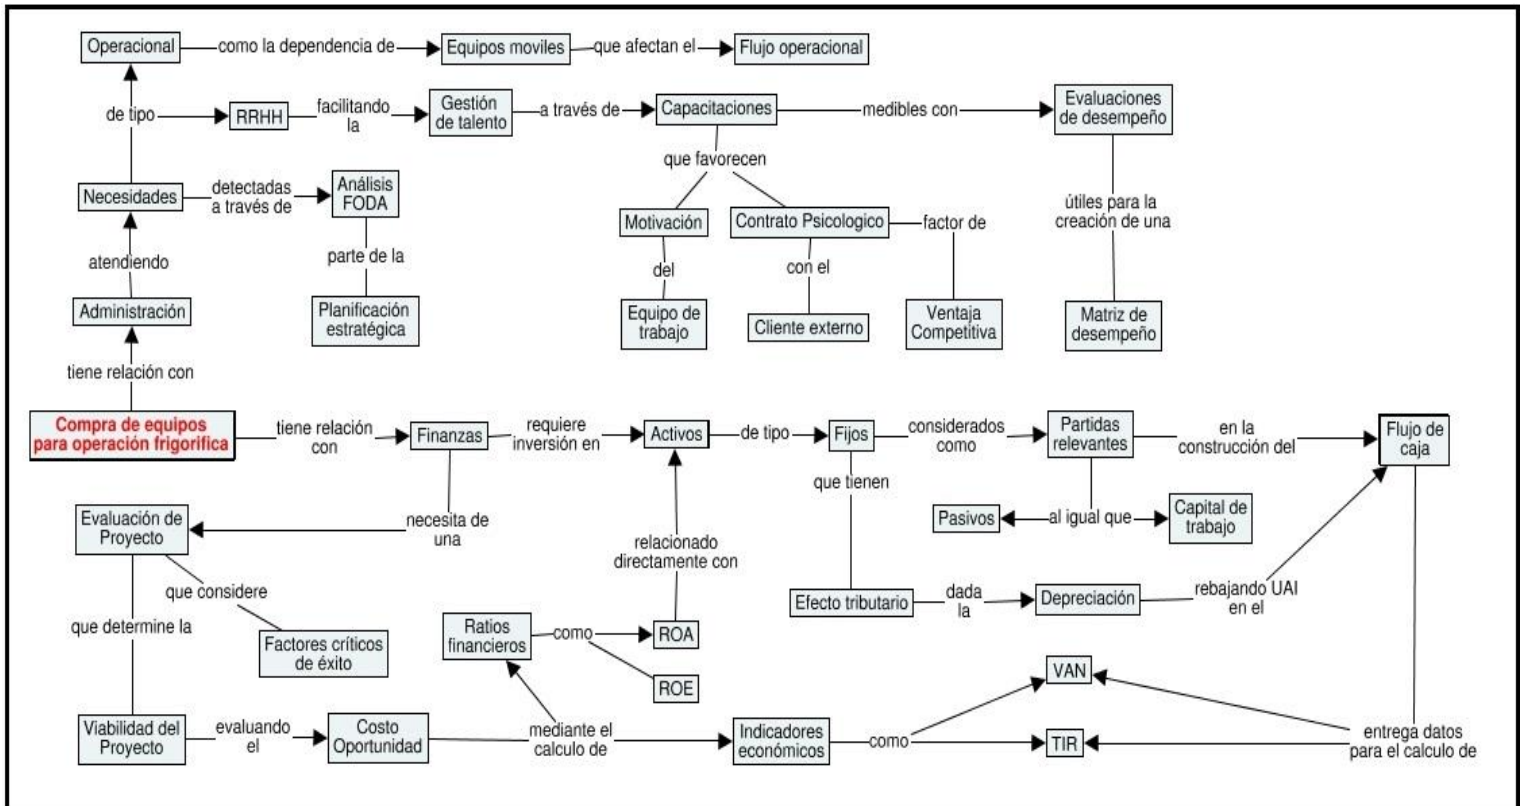 Operacional
como la dependencia de
Equipos moviles
que afectan el
Flujo operacional
de tipo
RRHH
facilitando
la
Gestión
de talento
a través de
Capacitaciones
medibles con
Evaluaciones
de desempeño
que favorecen
Necesidades
detectadas
a través de
Análisis
FODA
Motivación
Contrato Psicologico
factor de
útiles para la
creación de una
atendiendo
parte de la
del
con el
Administración
Planificación
estratégica
Equipo de
trabajo
Cliente externo
Ventaja
Competitiva
Matriz de
desempeño
tiene relación con
Compra de equipos
para operación frigorifica
tiene relación
con
Finanzas
requiere
inversión en
Activos
de tipo
Fijos
considerados
como
Partidas
relevantes
en la
construcción del
Flujo de
caja
que tienen
Evaluación de
Proyecto
necesita de
una
Pasivos
al igual que
Capital de
trabajo
relacionado
directamente con
que considere
Efecto tributario
dada
la
Depreciación
rebajando UAI
en el
que determine la
Factores críticos
de éxito
Ratios
financieros
como
ROA
ROE
VAN
Viabilidad del
Proyecto
evaluando
el
Costo
Oportunidad
mediante el
calculo de
Indicadores
económicos
como
TIR
entrega datos
para el calculo de